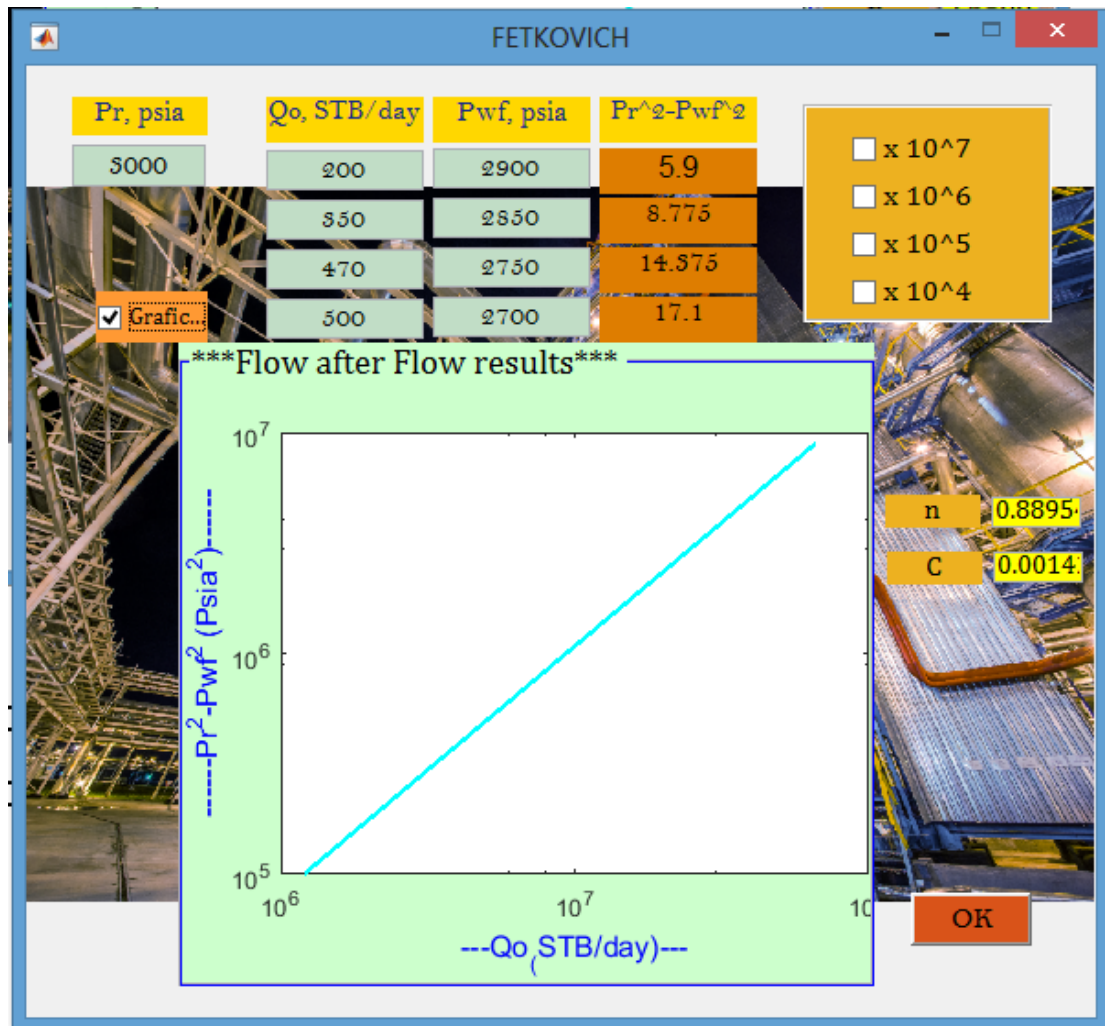 FETKOVICH
Pr, psia
Qo, STB/day
Pwf, psia
Pr^2-Pwf^2
3000
200
2900
5.9
350
2850
8.775
470
2750
14.375
500
2700
17.1
x 10^7
x 10^6
x 10^5
x 10^4
Grafic...
***Flow after Flow results***
10^7
10^6
10^5
------Pr^2-Pwf^2 (Psia^2)------
10^6
10^7
---Qo(STB/day)---
n
0.8895
C
0.0014
OK